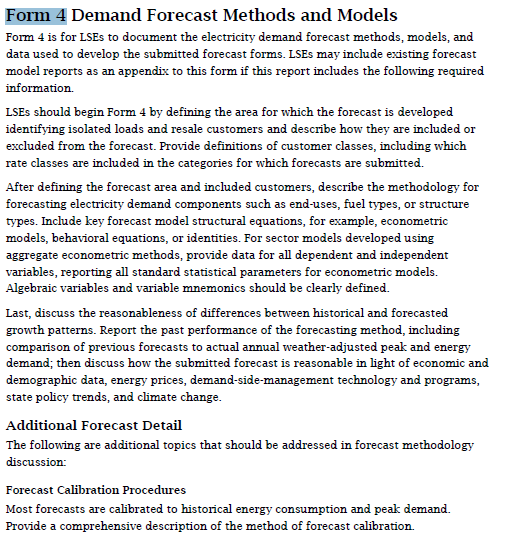 Form 4 Demand Forecast Methods and Models
Form 4 is for LSEs to document the electricity demand forecast methods, models, and
data used to develop the submitted forecast forms. LSEs may include existing forecast
model reports as an appendix to this form if this report includes the following required
information.
LSEs should begin Form 4 by defining the area for which the forecast is developed
identifying isolated loads and resale customers and describe how they are included or
excluded from the forecast. Provide definitions of customer classes, including which
rate classes are included in the categories for which forecasts are submitted.
After defining the forecast area and included customers, describe the methodology for
forecasting electricity demand components such as end-uses, fuel types, or structure
types. Include key forecast model structural equations, for example, econometric
models, behavioral equations, or identities. For sector models developed using
aggregate econometric methods, provide data for all dependent and independent
variables, reporting all standard statistical parameters for econometric models.
Algebraic variables and variable mnemonics should be clearly defined.
Last, discuss the reasonableness of differences between historical and forecasted
growth patterns. Report the past performance of the forecasting method, including
comparison of previous forecasts to actual annual weather-adjusted peak and energy
demand; then discuss how the submitted forecast is reasonable in light of economic and
demographic data, energy prices, demand-side-management technology and programs,
state policy trends, and climate change.
Additional Forecast Detail
The following are additional topics that should be addressed in forecast methodology
discussion:
Forecast Calibration Procedures
Most forecasts are calibrated to historical energy consumption and peak demand.
Provide a comprehensive description of the method of forecast calibration.